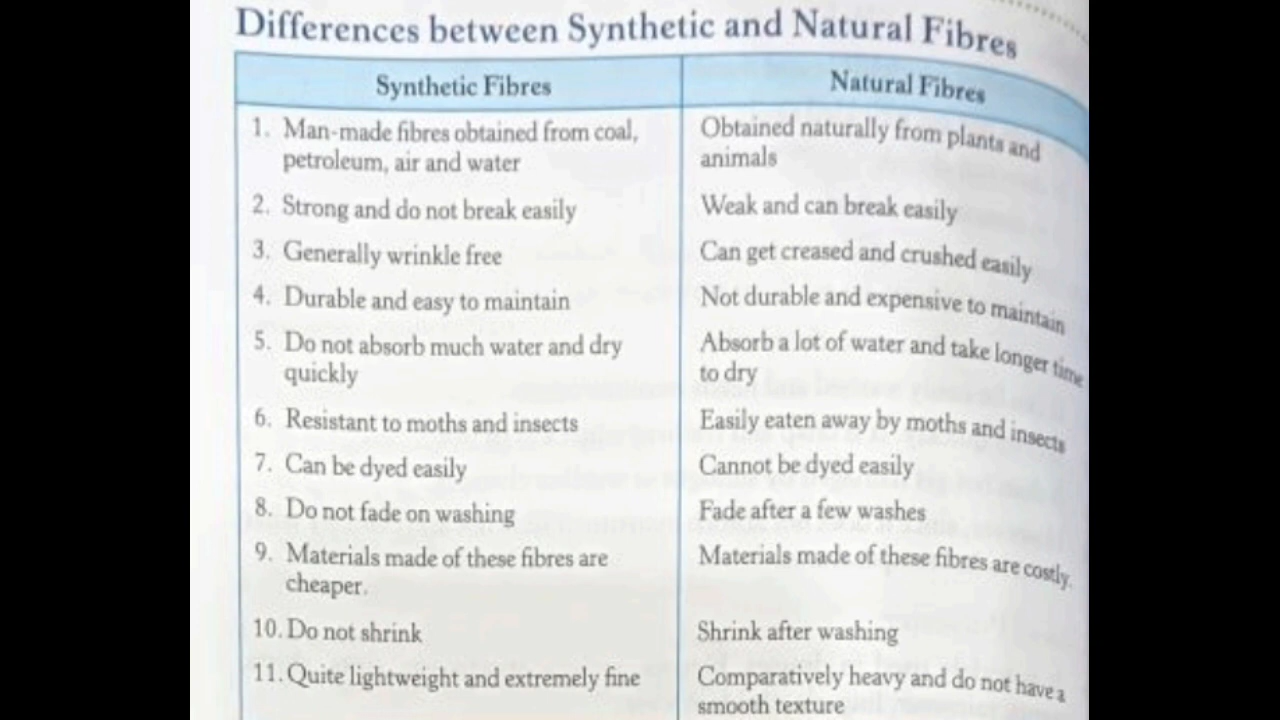 Differences between Synthetic and Natural Fibres
Synthetic Fibres
Natural Fibres
1. Man-made fibres obtained from coal,
petroleum, air and water
Obtained naturally from plants and
animals
2. Strong and do not break easily
Weak and can break easily
3. Generally wrinkle free
Can get creased and crushed easily
4. Durable and easy to maintain
Not durable and expensive to maintain
5. Do not absorb much water and dry
quickly
Absorb a lot of water and take longer time
to dry
6. Resistant to moths and insects
Easily eaten away by moths and insects
7. Can be dyed easily
Cannot be dyed easily
8. Do not fade on washing
Fade after a few washes
9. Materials made of these fibres are
cheaper.
Materials made of these fibres are costly.
10. Do not shrink
Shrink after washing
11. Quite lightweight and extremely fine
Comparatively heavy and do not have a
smooth texture